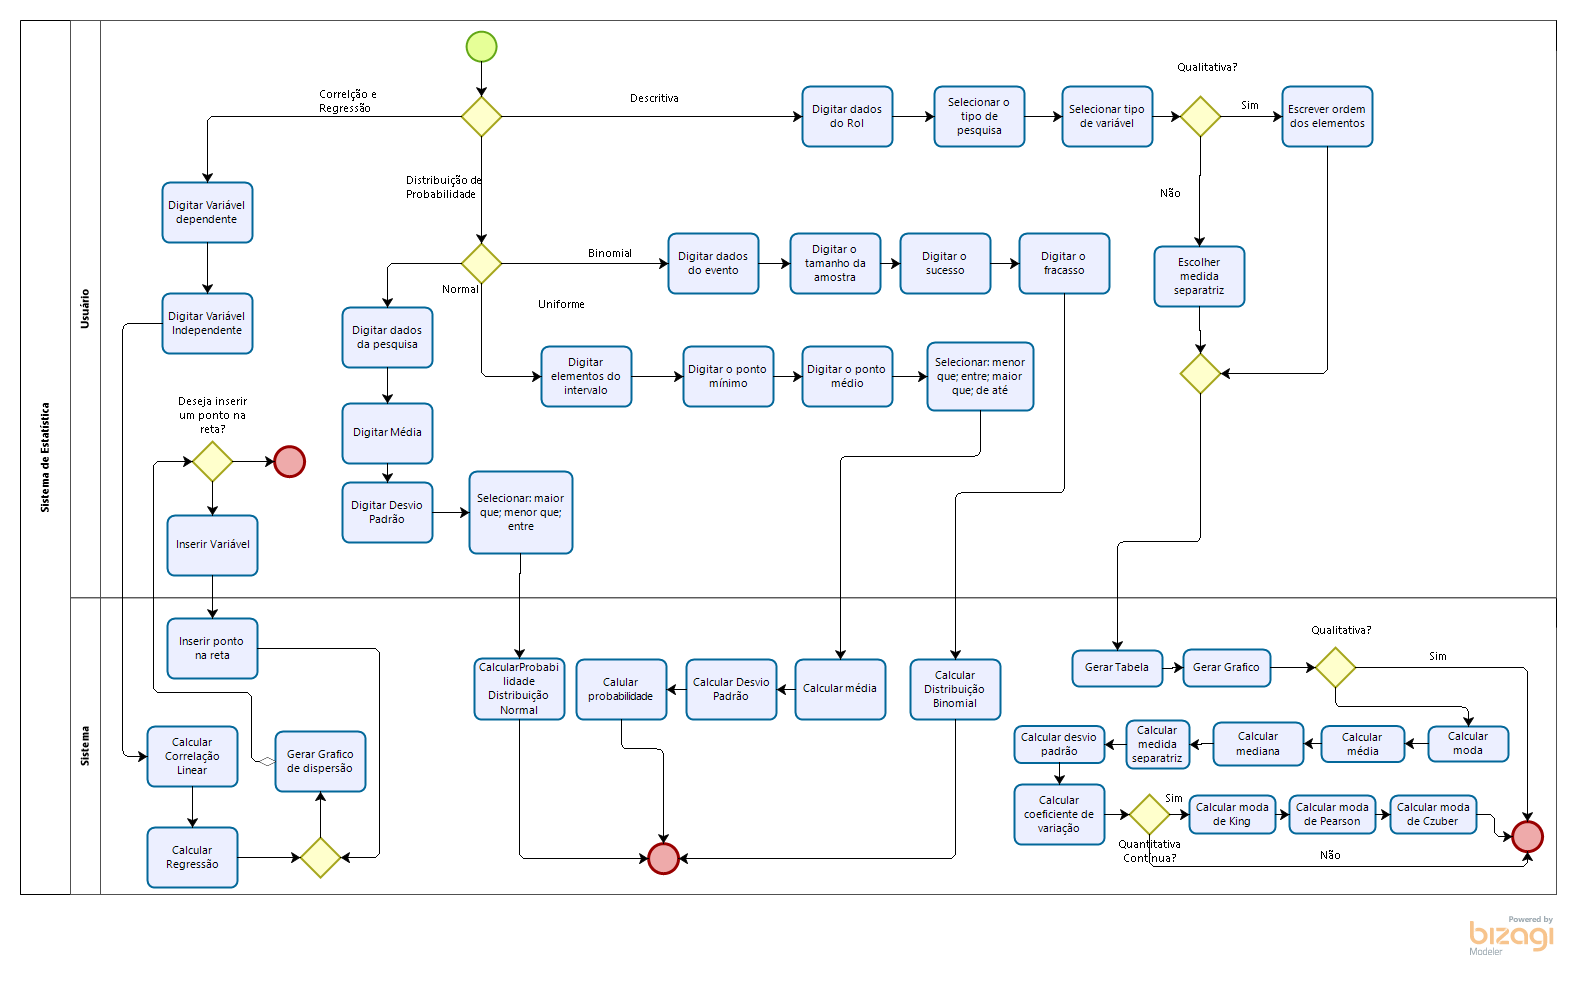 Sistema de Estatística
Usuário
Correlção e
Regressão
Descritiva
Digitar dados
do Rol
Selecionar o
tipo de
pesquisa
Selecionar tipo
de variável
Qualitativa?
Sim
Escrever ordem
dos elementos
Não
Escolher
medida
separatriz
Distribuição de
Probabilidade
Digitar Variável
dependente
Digitar Variável
Independente
Binomial
Digitar dados
do evento
Digitar o
tamanho da
amostra
Digitar o
sucesso
Digitar o
fracasso
Normal
Uniforme
Digitar dados
da pesquisa
Digitar
elementos do
intervalo
Digitar o ponto
mínimo
Digitar o ponto
médio
Selecionar: menor
que; entre; maior
que; de até
Digitar Média
Digitar Desvio
Padrão
Selecionar: maior
que; menor que;
entre
Deseja inserir
um ponto na
reta?
Inserir Variável
Sistema
Inserir ponto
na reta
Calcular
Correlação
Linear
Gerar Grafico
de dispersão
Calcular
Regressão
CalcularProbabi
lidade
Distribuição
Normal
Calular
probabilidade
Calcular Desvio
Padrão
Calcular média
Calcular
Distribuição
Binomial
Gerar Tabela
Gerar Grafico
Qualitativa?
Sim
Calcular desvio
padrão
Calcular
medida
separatriz
Calcular
mediana
Calcular
média
Calcular
moda
Calcular
coeficiente de
variação
Quantitativa
Contínua?
Sim
Calcular moda
de King
Calcular moda
de Pearson
Calcular moda
de Czuber
Não
Powered by
bizagi
Modeler